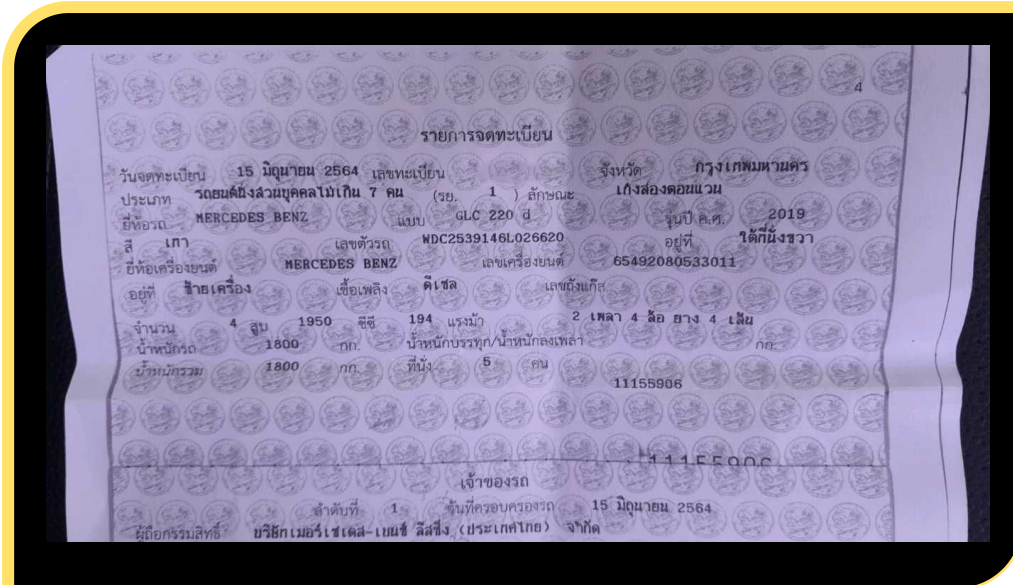 4
รายการจดทะเบียน
วันจดทะเบียน 15 มิถุนายน 2564 เลขทะเบียน จังหวัด กรุงเทพมหานคร
ประเภท รถยนต์นั่งส่วนบุคคลไม่เกิน 7 คน (รย. 1 ) ลักษณะ เก๋งสองตอนแวน
ยี่ห้อรถ MERCEDES BENZ แบบ GLC 220 d รุ่นปี ค.ศ. 2019
สี เทา เลขตัวรถ WDC2539146L026620 อยู่ที่ ใต้ที่นั่งขวา
ยี่ห้อเครื่องยนต์ MERCEDES BENZ เลขเครื่องยนต์ 65492080533011
อยู่ที่ ซ้ายเครื่อง เชื้อเพลิง ดีเซล เลขถังแก๊ส
จำนวน 4 สูบ 1950 ซีซี 194 แรงม้า 2 เพลา 4 ล้อ ยาง 4 เส้น
น้ำหนักรถ 1800 กก. น้ำหนักบรรทุก/น้ำหนักลงเพลา กก.
น้ำหนักรวม 1800 กก. ที่นั่ง 5 คน
11155906
11155906
เจ้าของรถ
ลำดับที่ 1 วันที่ครอบครองรถ 15 มิถุนายน 2564
ผู้ถือกรรมสิทธิ์ บริษัทเมอร์เซเดส-เบนซ์ ลีสซิ่ง (ประเทศไทย) จำกัด